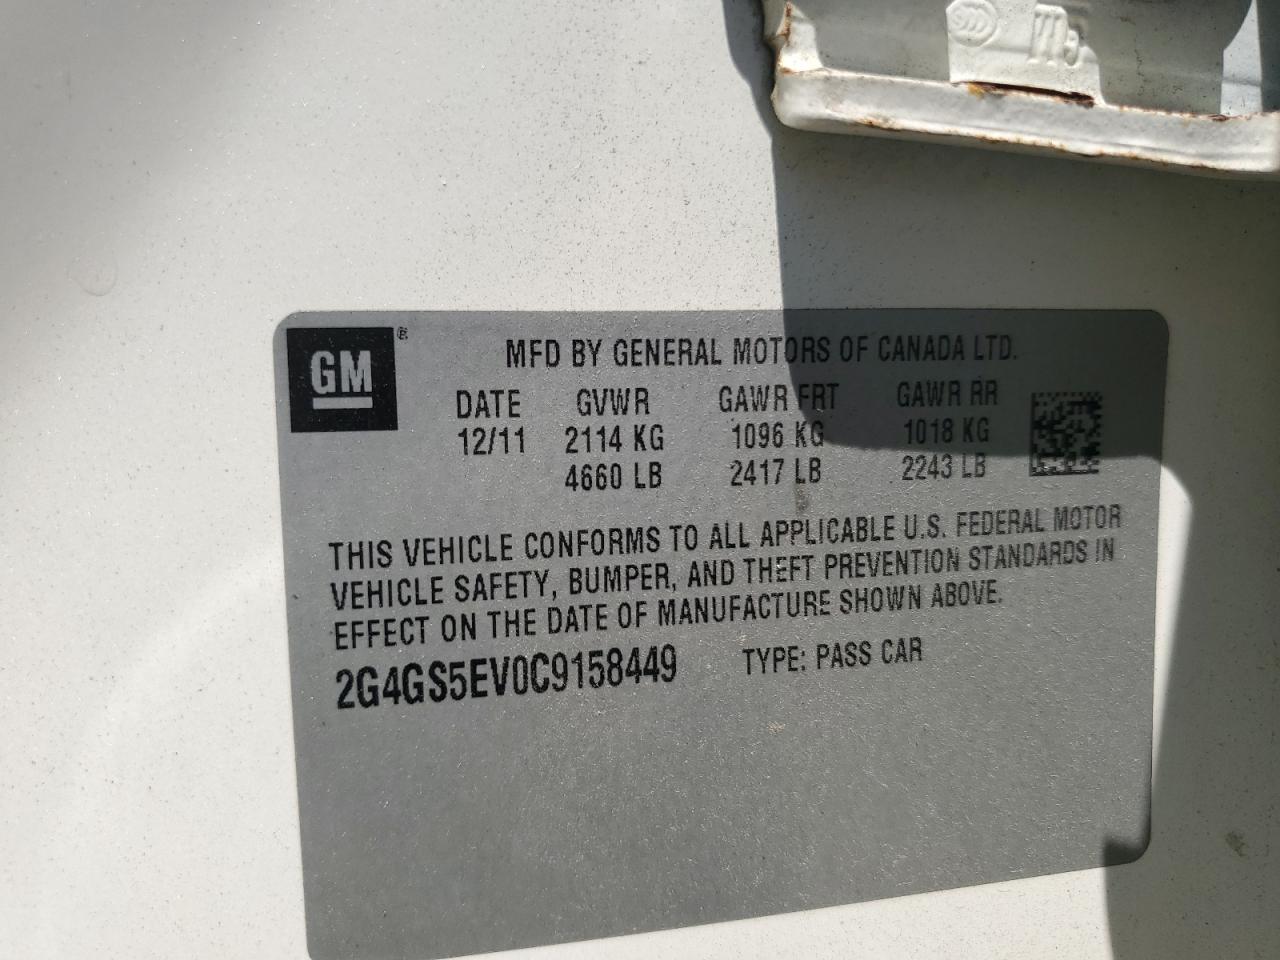 GM ®
MFD BY GENERAL MOTORS OF CANADA LTD.
DATE GVWR GAWR FRT GAWR RR
12/11 2114 KG 1096 KG 1018 KG
4660 LB 2417 LB 2243 LB
THIS VEHICLE CONFORMS TO ALL APPLICABLE U.S. FEDERAL MOTOR
VEHICLE SAFETY, BUMPER, AND THEFT PREVENTION STANDARDS IN
EFFECT ON THE DATE OF MANUFACTURE SHOWN ABOVE.
2G4GS5EV0C9158449 TYPE: PASS CAR